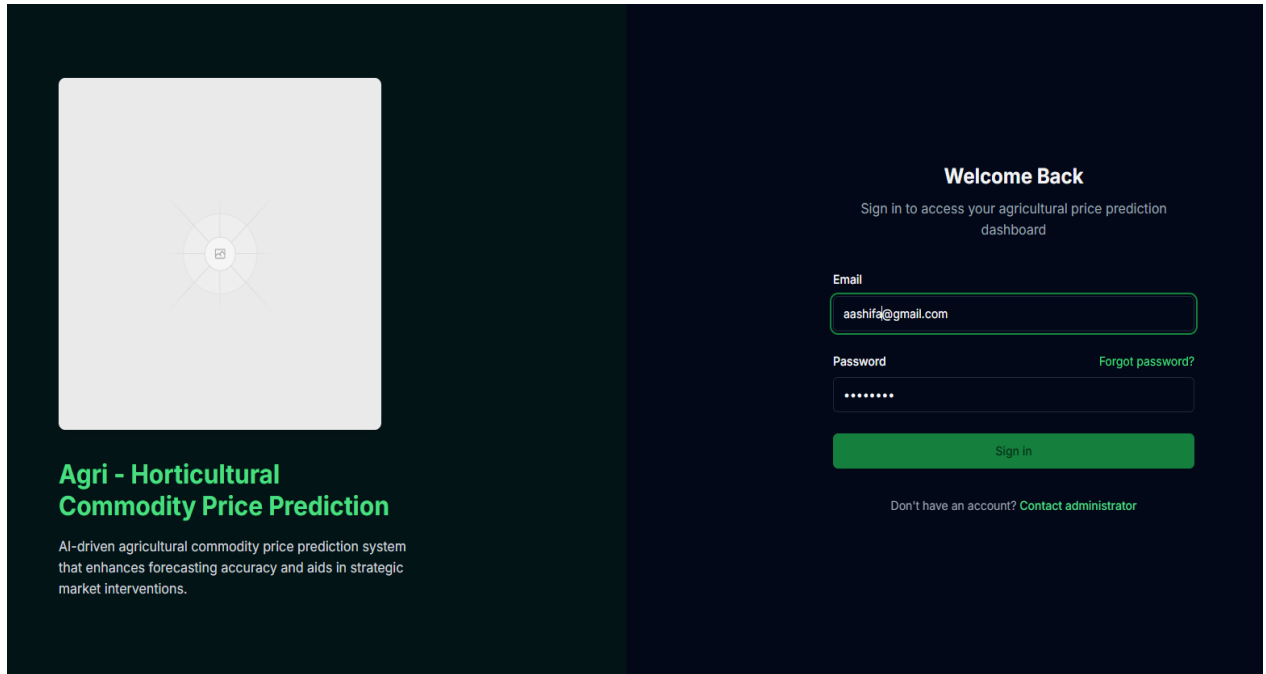 Agri - Horticultural
Commodity Price Prediction
AI-driven agricultural commodity price prediction system
that enhances forecasting accuracy and aids in strategic
market interventions.
Welcome Back
Sign in to access your agricultural price prediction
dashboard
Email
aashifa@gmail.com
Password
Forgot password?
••••••••
Sign in
Don't have an account? Contact administrator